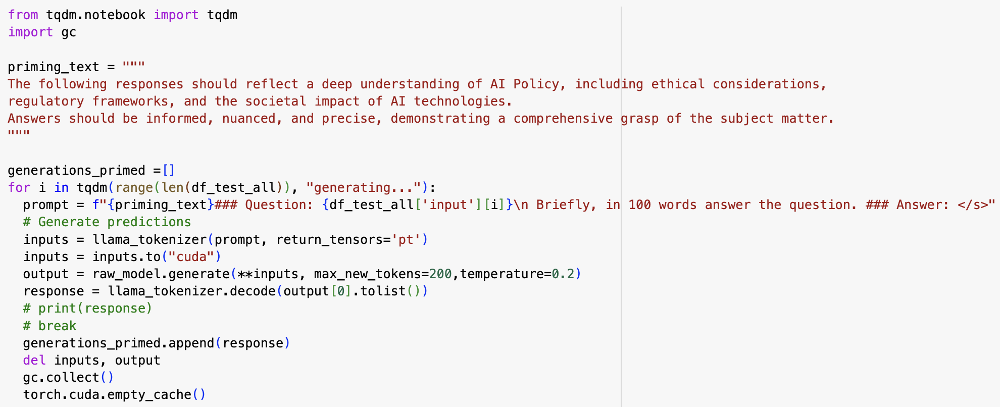 from tqdm.notebook import tqdm
import gc

priming_text = """
The following responses should reflect a deep understanding of AI Policy, including ethical considerations,
regulatory frameworks, and the societal impact of AI technologies.
Answers should be informed, nuanced, and precise, demonstrating a comprehensive grasp of the subject matter.
"""

generations_primed =[]
for i in tqdm(range(len(df_test_all)), "generating..."):
  prompt = f"{priming_text}### Question: {df_test_all['input'][i]}\n Briefly, in 100 words answer the question. ### Answer: </s>"
  # Generate predictions
  inputs = llama_tokenizer(prompt, return_tensors='pt')
  inputs = inputs.to("cuda")
  output = raw_model.generate(**inputs, max_new_tokens=200,temperature=0.2)
  response = llama_tokenizer.decode(output[0].tolist())
  # print(response)
  # break
  generations_primed.append(response)
  del inputs, output
  gc.collect()
  torch.cuda.empty_cache()